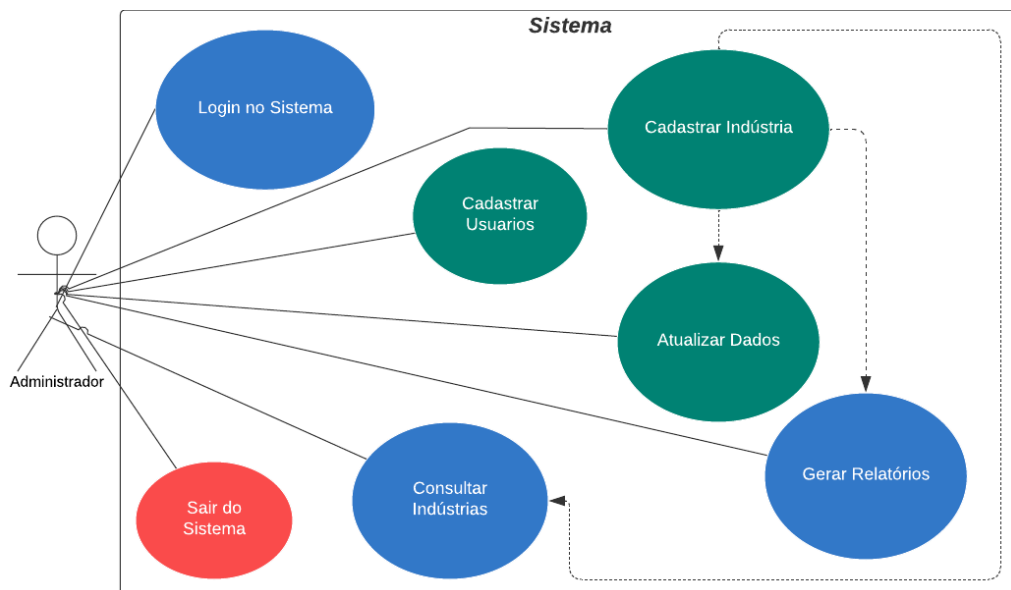 Sistema
Login no Sistema
Cadastrar Indústria
Cadastrar
Usuarios
Atualizar Dados
Administrador
Gerar Relatórios
Consultar
Indústrias
Sair do
Sistema